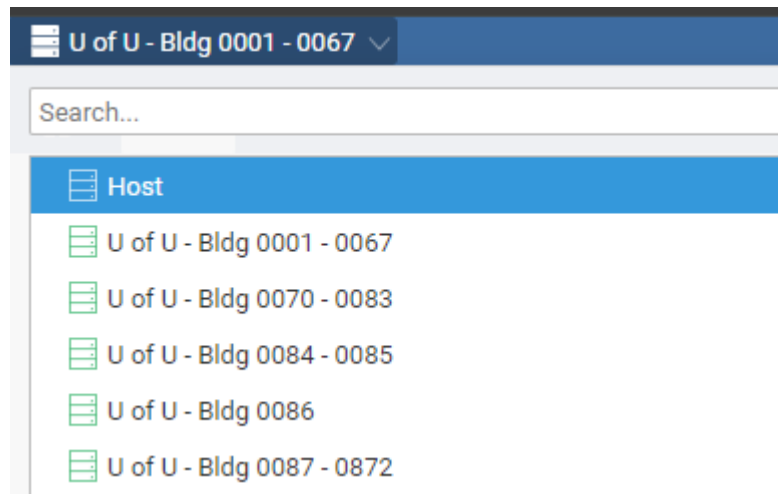 U of U - Bldg 0001 - 0067
Search...
Host
U of U - Bldg 0001 - 0067
U of U - Bldg 0070 - 0083
U of U - Bldg 0084 - 0085
U of U - Bldg 0086
U of U - Bldg 0087 - 0872